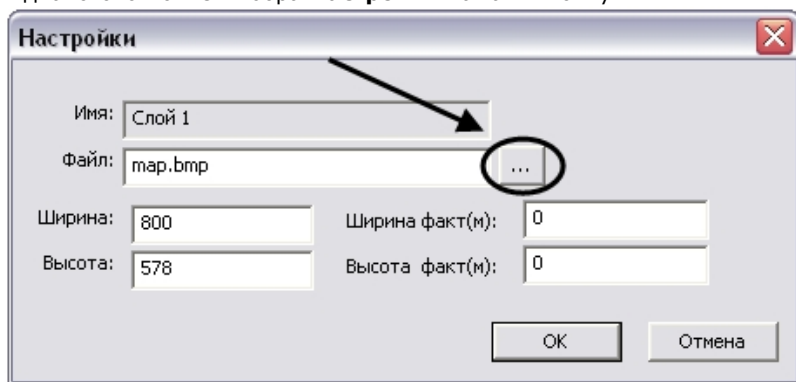 Настройки
Имя: Слой 1
Файл: map.bmp ...
Ширина: 800 Ширина факт(м): 0
Высота: 578 Высота факт(м): 0
OK Отмена